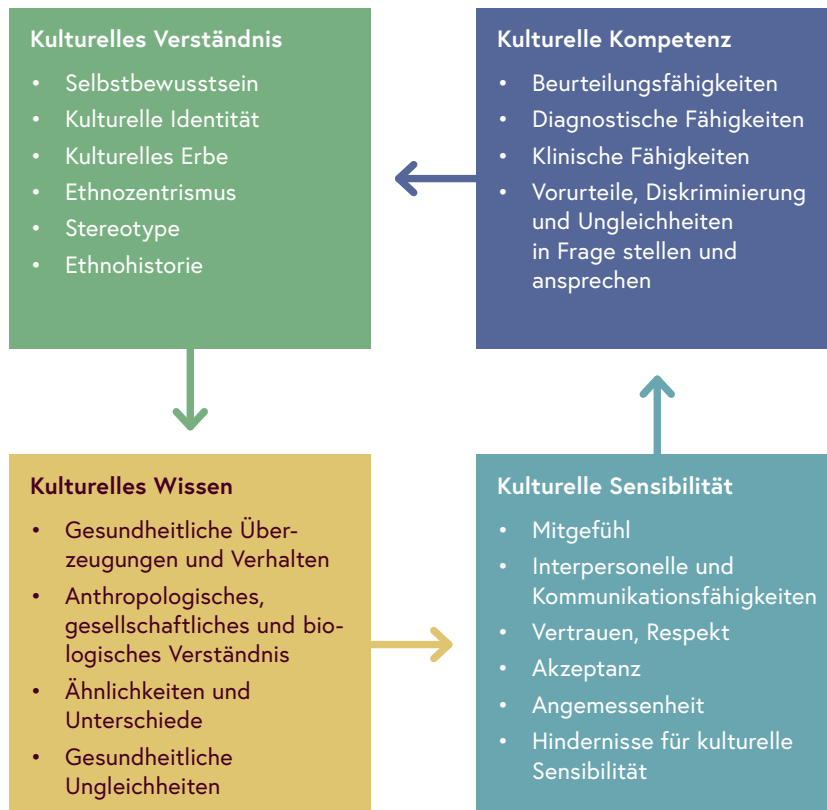 Kulturelles Verständnis
• Selbstbewusstsein
• Kulturelle Identität
• Kulturelles Erbe
• Ethnozentrismus
• Stereotype
• Ethnohistorie
Kulturelle Kompetenz
• Beurteilungsfähigkeiten
• Diagnostische Fähigkeiten
• Klinische Fähigkeiten
• Vorurteile, Diskriminierung
und Ungleichheiten
in Frage stellen und
ansprechen
Kulturelles Wissen
• Gesundheitliche Über-
zeugungen und Verhalten
• Anthropologisches,
gesellschaftliches und bio-
logisches Verständnis
• Ähnlichkeiten und
Unterschiede
• Gesundheitliche
Ungleichheiten
Kulturelle Sensibilität
• Mitgefühl
• Interpersonelle und
Kommunikationsfähigkeiten
• Vertrauen, Respekt
• Akzeptanz
• Angemessenheit
• Hindernisse für kulturelle
Sensibilität